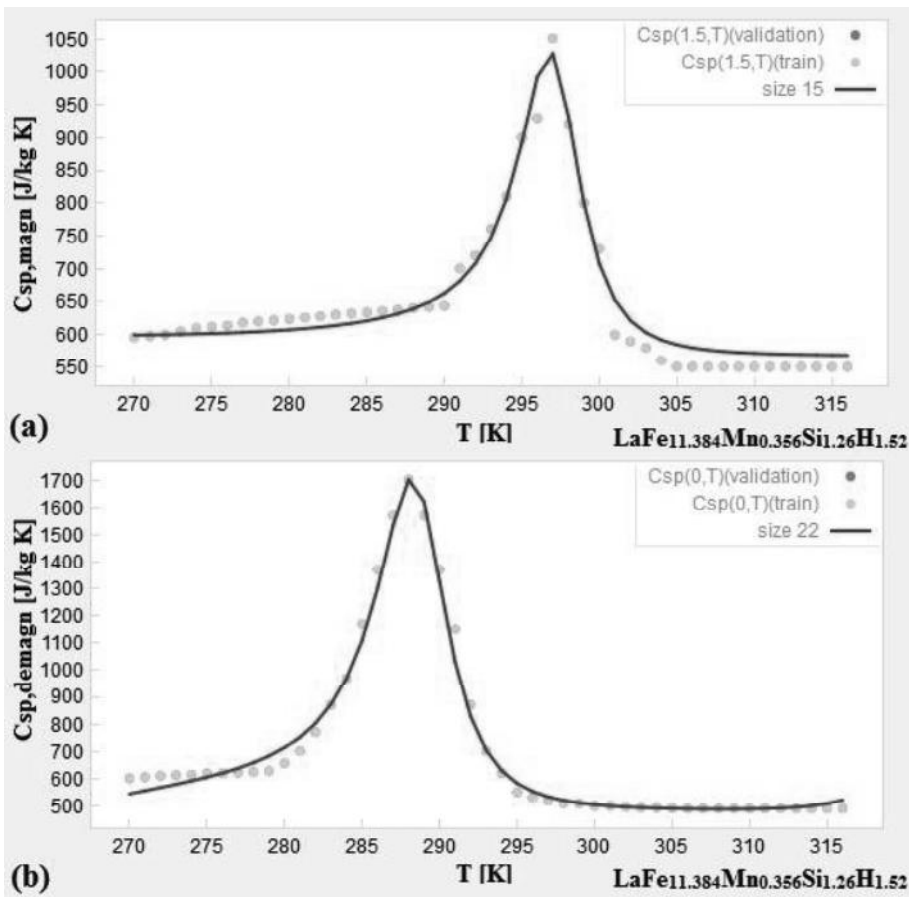 Csp(1.5,T)(validation)
Csp(1.5,T)(train)
size 15
Csp,magn [J/kg K]
1050
1000
950
900
850
800
750
700
650
600
550
270 275 280 285 290 295 300 305 310 315
(a)
T [K]
LaFe11.384Mn0.356Si1.26H1.52
Csp(0,T)(validation)
Csp(0,T)(train)
size 22
Csp,demagn [J/kg K]
1700
1600
1500
1400
1300
1200
1100
1000
900
800
700
600
500
270 275 280 285 290 295 300 305 310 315
(b)
T [K]
LaFe11.384Mn0.356Si1.26H1.52